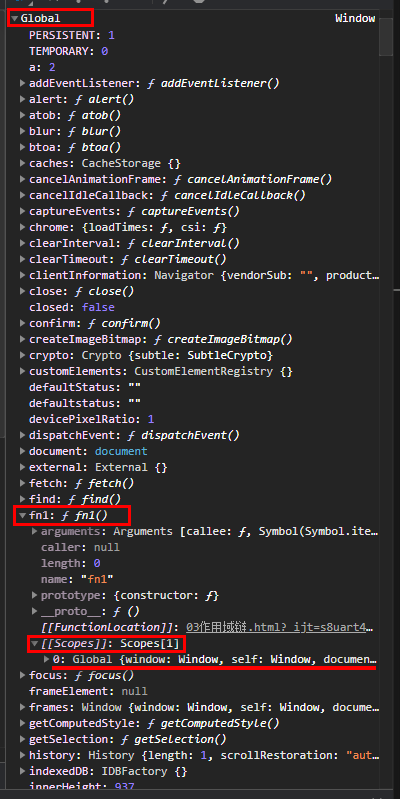 Global Window
PERSISTENT: 1
TEMPORARY: 0
a: 2
addEventListener: ƒ addEventListener()
alert: ƒ alert()
atob: ƒ atob()
blur: ƒ blur()
btoa: ƒ btoa()
caches: CacheStorage {}
cancelAnimationFrame: ƒ cancelAnimationFrame()
cancelIdleCallback: ƒ cancelIdleCallback()
captureEvents: ƒ captureEvents()
chrome: {loadTimes: ƒ, csi: ƒ}
clearInterval: ƒ clearInterval()
clearTimeout: ƒ clearTimeout()
clientInformation: Navigator {vendorSub: "", product…
close: ƒ close()
closed: false
confirm: ƒ confirm()
createImageBitmap: ƒ createImageBitmap()
crypto: Crypto {subtle: SubtleCrypto}
customElements: CustomElementRegistry {}
defaultStatus: ""
defaultstatus: ""
devicePixelRatio: 1
dispatchEvent: ƒ dispatchEvent()
document: document
external: External {}
fetch: ƒ fetch()
find: ƒ find()
fn1: ƒ fn1()
arguments: Arguments [callee: ƒ, Symbol(Symbol.ite…
caller: null
length: 0
name: "fn1"
prototype: {constructor: ƒ}
__proto__: ƒ ()
[[FunctionLocation]]: 03作用域链.html?_ijt=s8uart4…
[[Scopes]]: Scopes[1]
0: Global {window: Window, self: Window, documen…
focus: ƒ focus()
frameElement: null
frames: Window {window: Window, self: Window, docum…
getComputedStyle: ƒ getComputedStyle()
getSelection: ƒ getSelection()
history: History {length: 1, scrollRestoration: "aut…
indexedDB: IDBFactory {}
innerHeight: 937